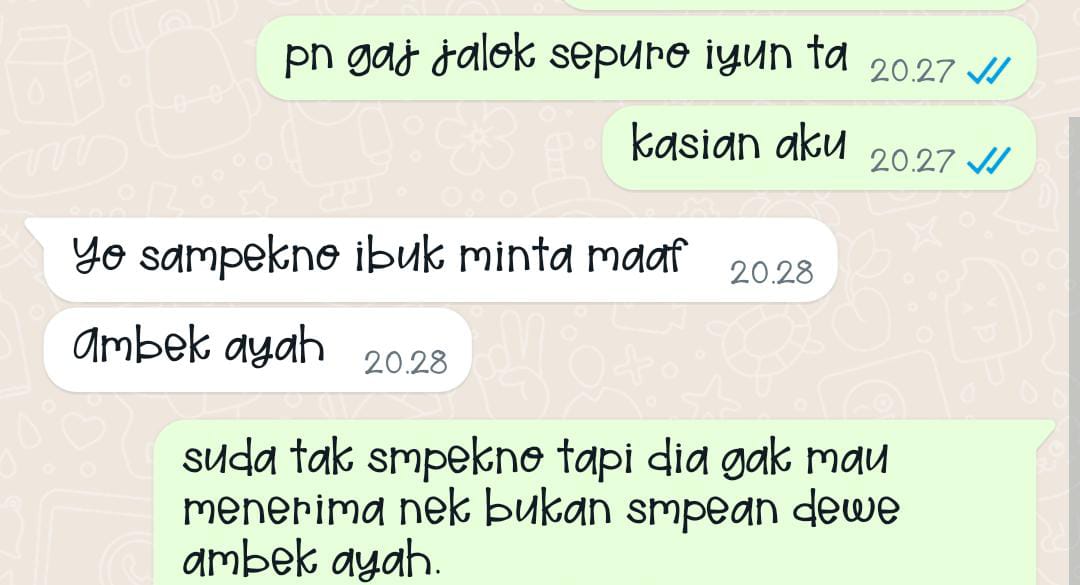 pn gaj jalok sepuro iyun ta 20.27
kasian aku 20.27
Yo sampekno ibuk minta maaf 20.28
Ambek ayah 20.28
suda tak smpekno tapi dia gak mau
menerima nek bukan smpean dewe
ambek ayah.